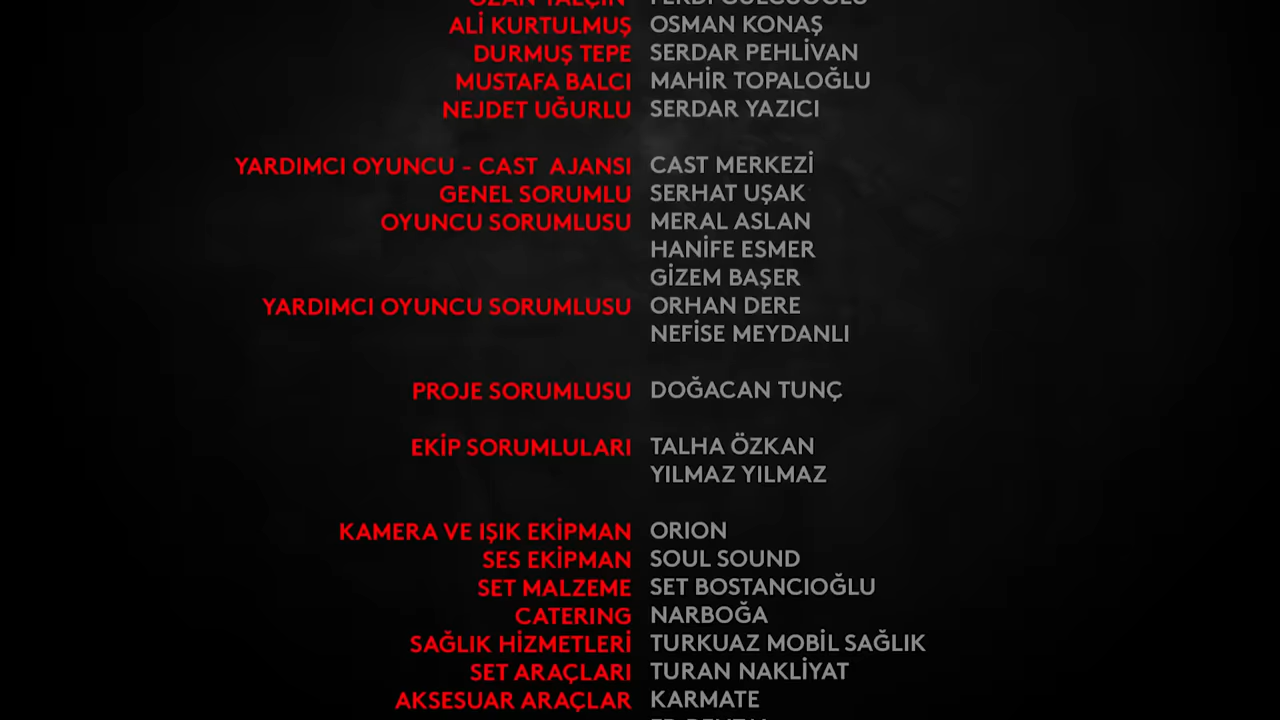 OZAN YALÇIN
ALİ KURTULMUŞ OSMAN KONAŞ
DURMUŞ TEPE SERDAR PEHLİVAN
MUSTAFA BALCI MAHİR TOPALOĞLU
NEJDET UĞURLU SERDAR YAZICI
YARDIMCI OYUNCU - CAST AJANSI CAST MERKEZİ
GENEL SORUMLU SERHAT UŞAK
OYUNCU SORUMLUSU MERAL ASLAN
HANİFE ESMER
GİZEM BAŞER
YARDIMCI OYUNCU SORUMLUSU ORHAN DERE
NEFİSE MEYDANLI
PROJE SORUMLUSU DOĞACAN TUNÇ
EKİP SORUMLULARI TALHA ÖZKAN
YILMAZ YILMAZ
KAMERA VE IŞIK EKİPMAN ORION
SES EKİPMAN SOUL SOUND
SET MALZEME SET BOSTANCIOĞLU
CATERING NARBOĞA
SAĞLIK HİZMETLERİ TURKUAZ MOBİL SAĞLIK
SET ARAÇLARI TURAN NAKLİYAT
AKSESUAR ARAÇLAR KARMATE